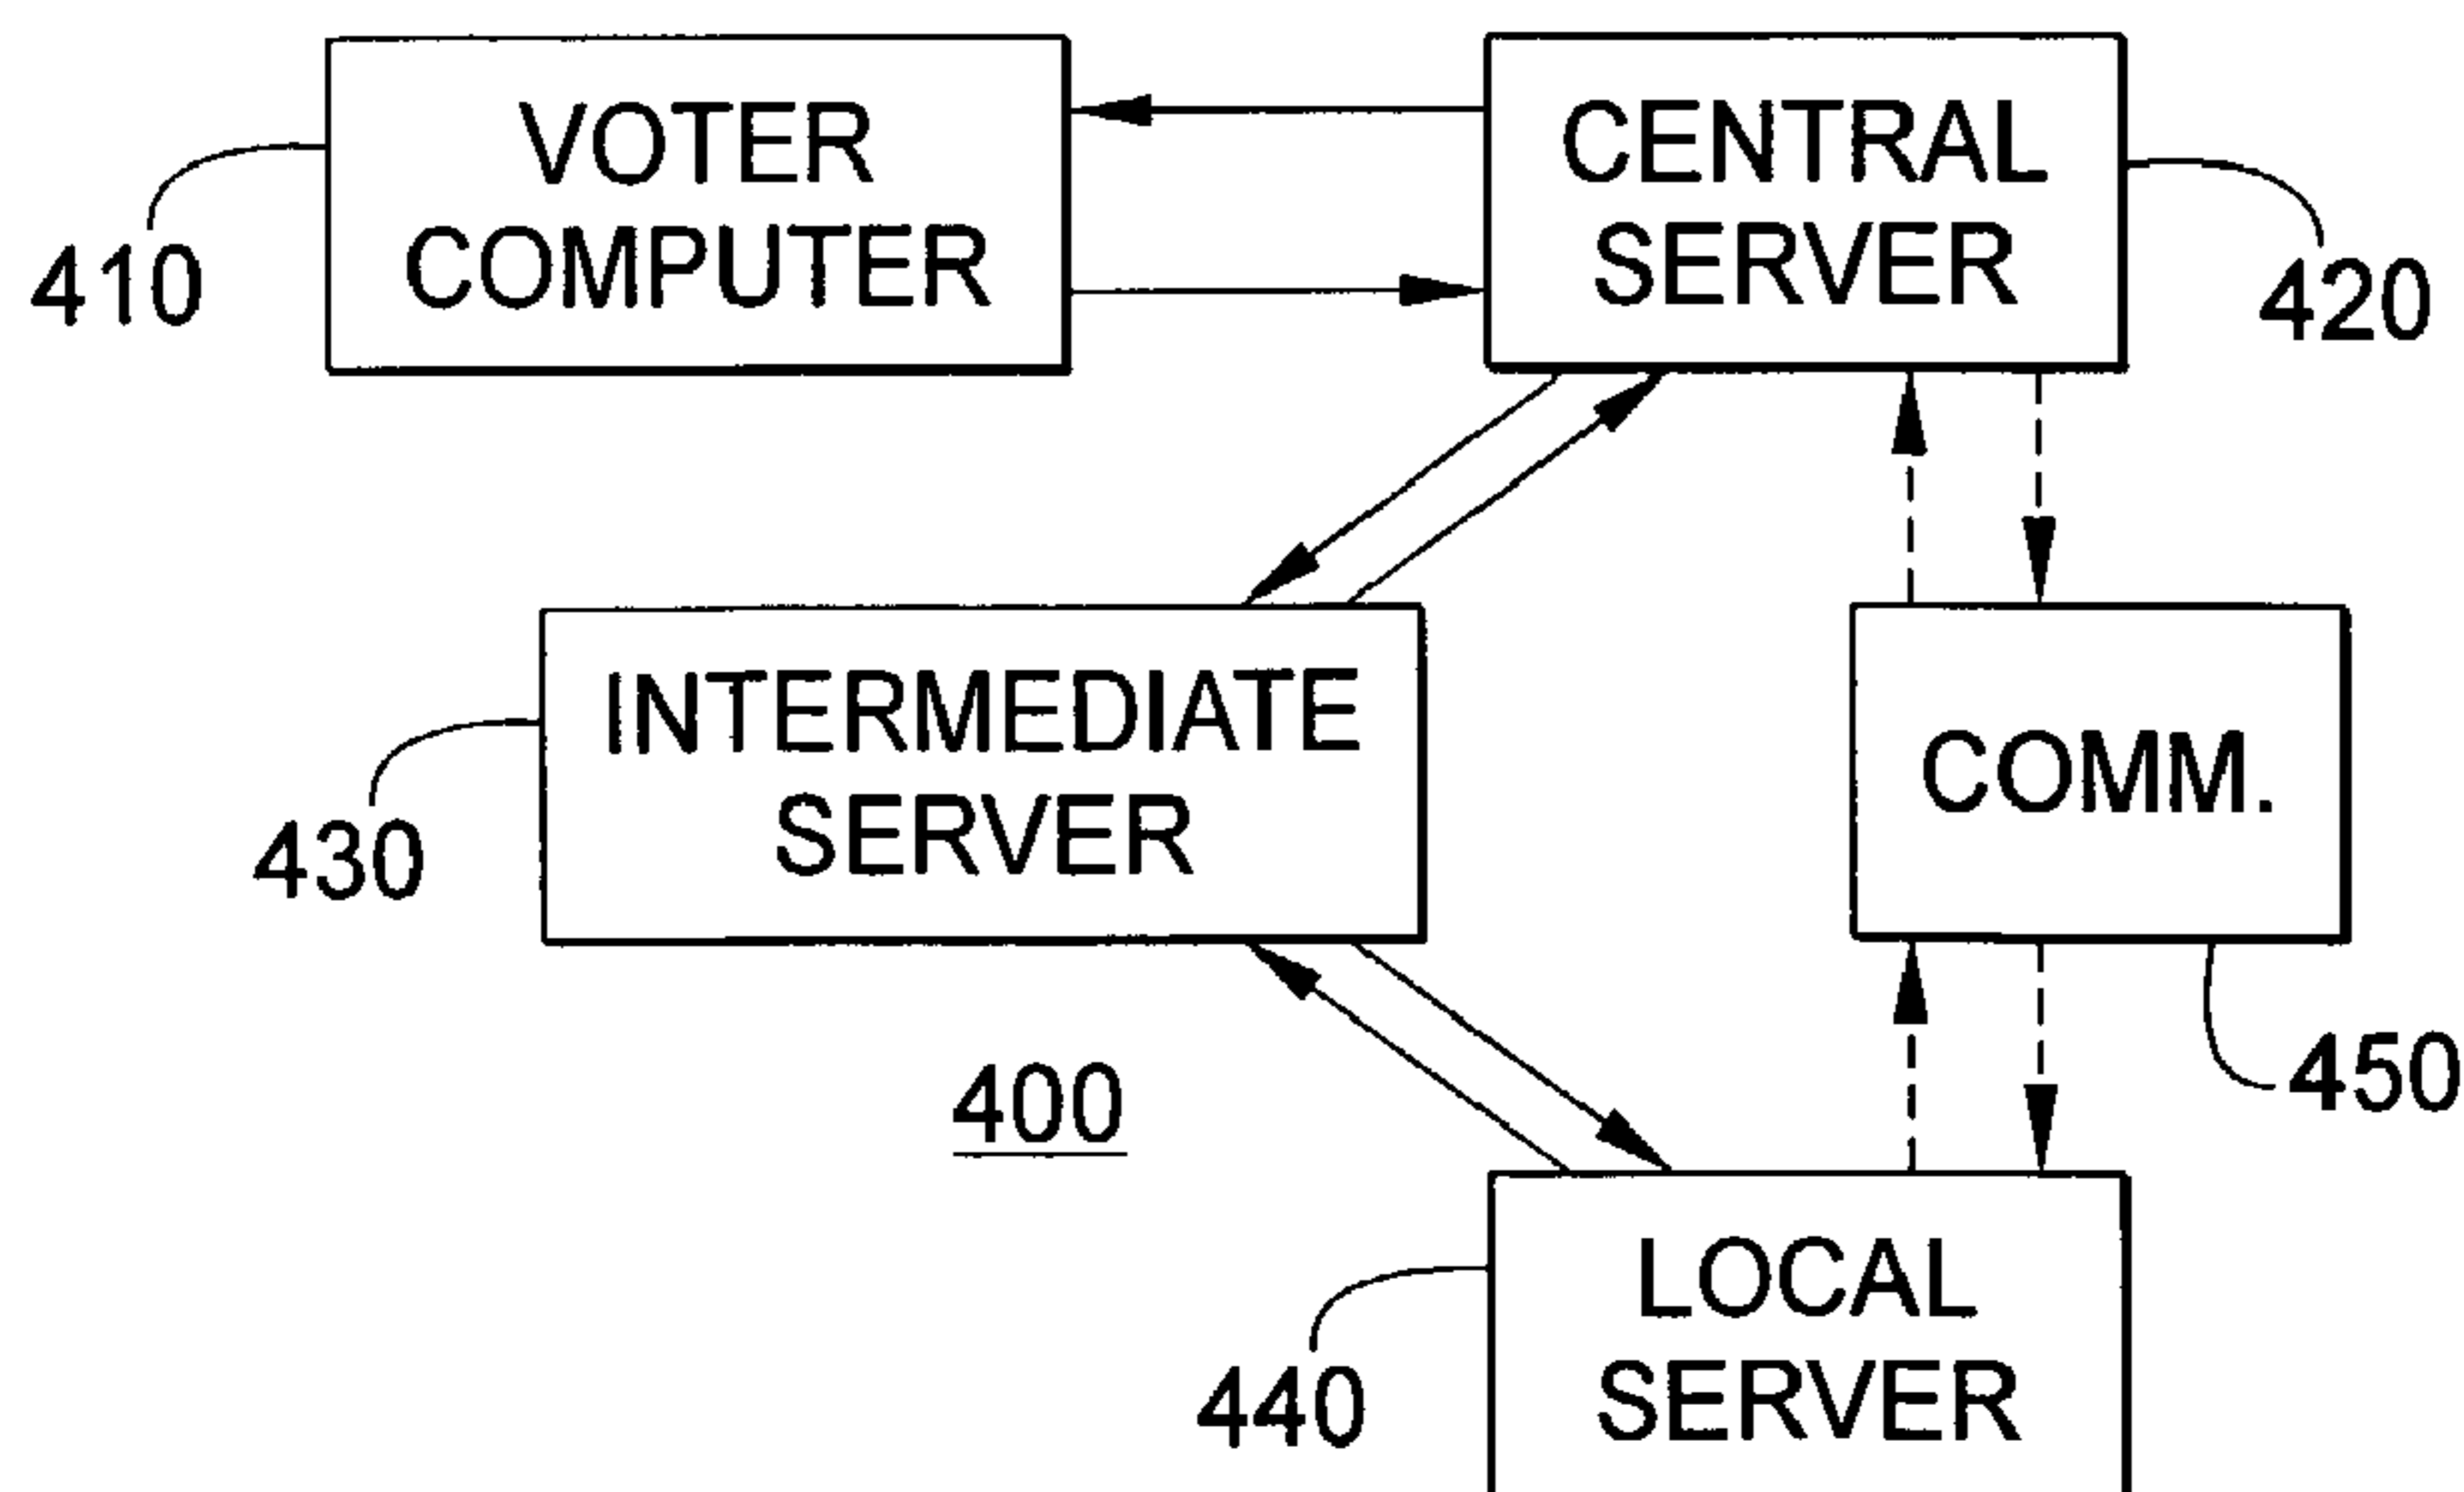 VOTER
COMPUTER
410
CENTRAL
SERVER
420
INTERMEDIATE
SERVER
430
COMM.
450
400
LOCAL
SERVER
440